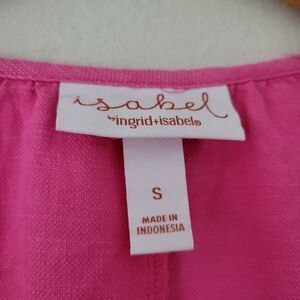 isabel
by ingrid+isabel®
S
MADE IN
INDONESIA